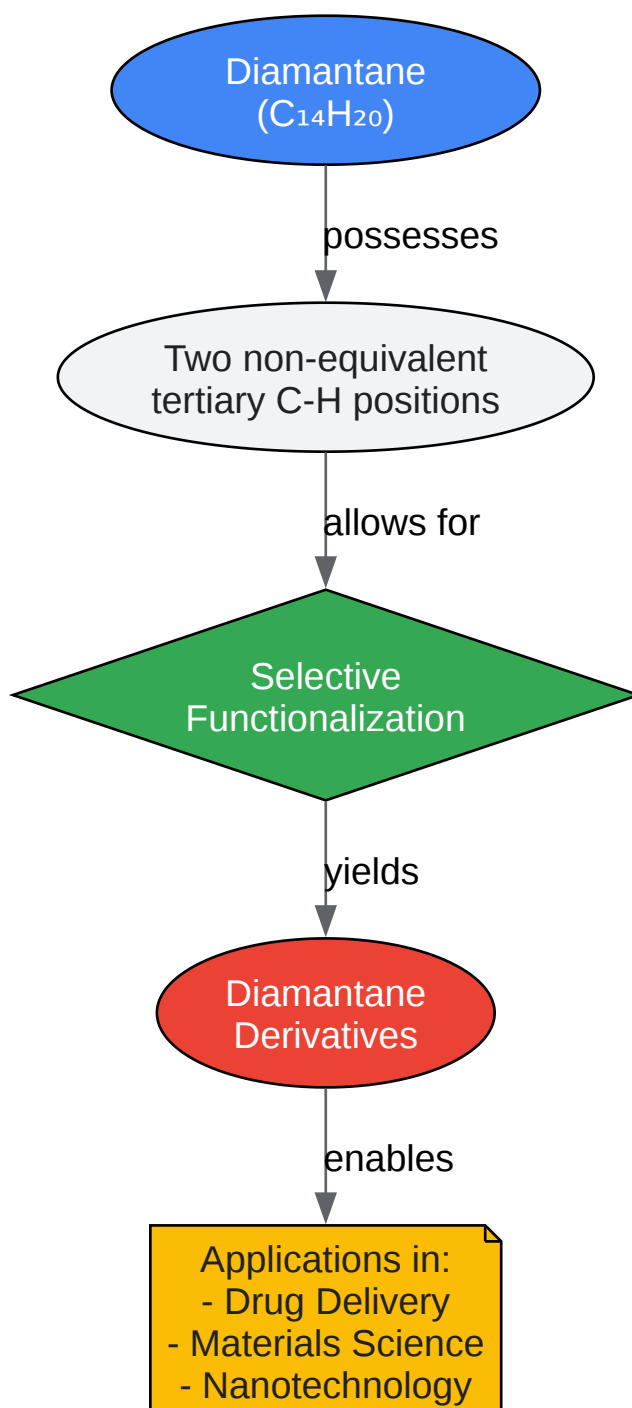 Diamantane
(C₁₄H₂₀)
possesses
Two non-equivalent
tertiary C-H positions
allows for
Selective
Functionalization
yields
Diamantane
Derivatives
enables
Applications in:
- Drug Delivery
- Materials Science
- Nanotechnology